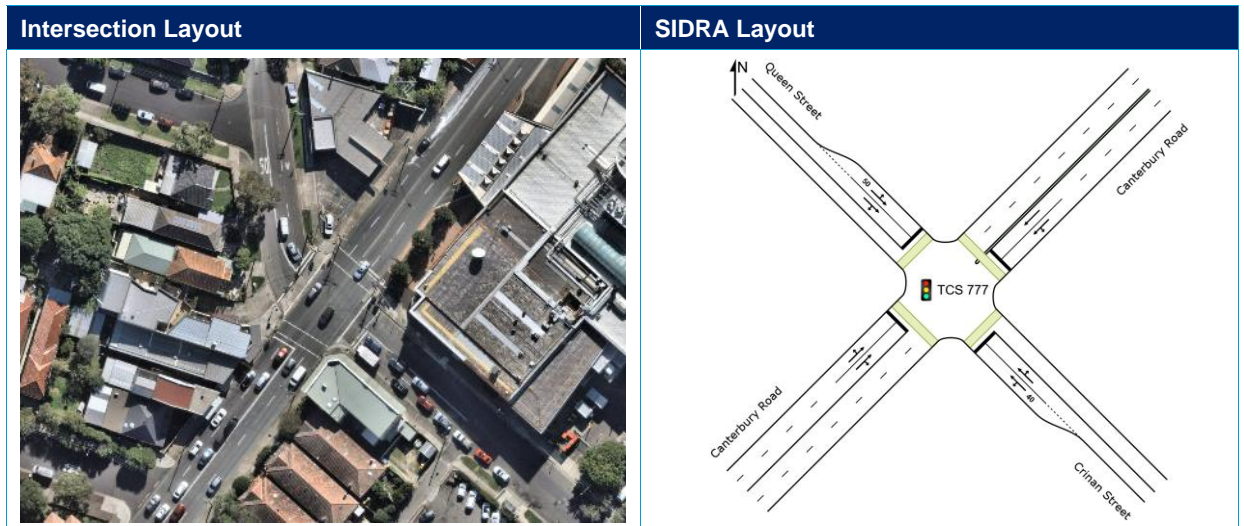 Intersection Layout
SIDRA Layout
N
Queen Street
Canterbury Road
50
TCS 777
Canterbury Road
40
Crinan Street